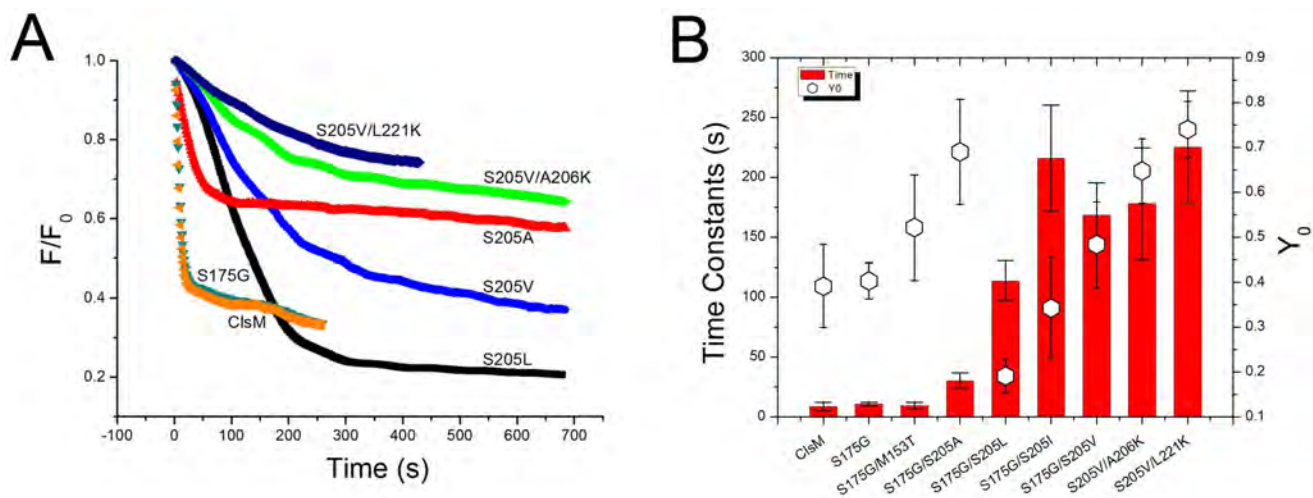 A
F/F0
1.0
0.8
0.6
0.4
0.2
-100 0 100 200 300 400 500 600 700
Time (s)
S205V/L221K
S205V/A206K
S205A
S175G
ClsM
S205V
S205L
B
Time Constants (s)
300
250
200
150
100
50
0
Time
Y0
0.9
0.8
0.7
0.6
0.5
0.4
0.3
0.2
0.1
Y0
ClsM
S175G
S175G/M153T
S175G/S205A
S175G/S205L
S175G/S205I
S175G/S205V
S205V/A206K
S205V/L221K